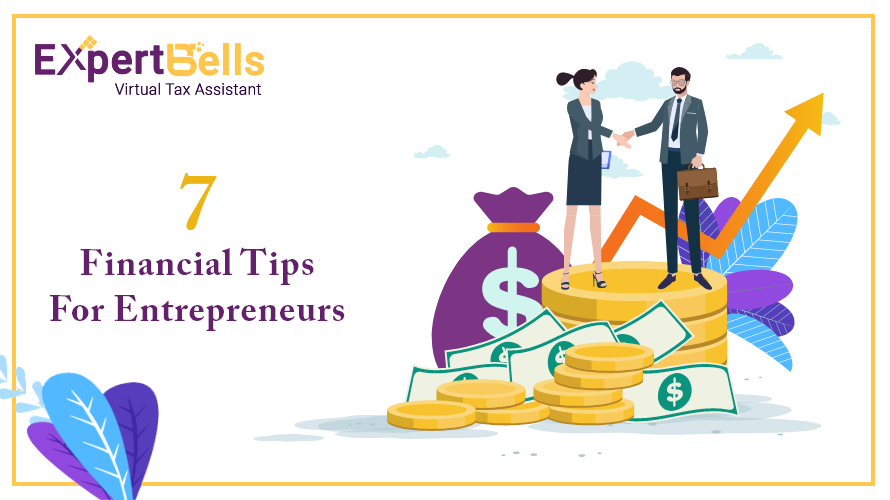 EXpertBells
Virtual Tax Assistant
7
Financial Tips
For Entrepreneurs
$
$
$
$
$